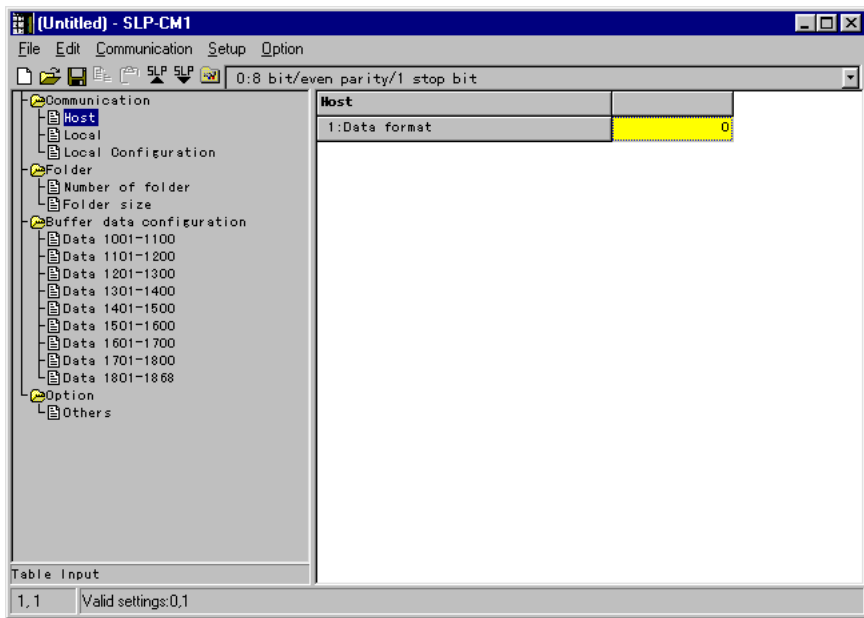 (Untitled) - SLP-CM1
File Edit Communication Setup Option
SLP SLP 0:8 bit/even parity/1 stop bit
Communication
Host
Local
Local Configuration
Folder
Number of folder
Folder size
Buffer data configuration
Data 1001-1100
Data 1101-1200
Data 1201-1300
Data 1301-1400
Data 1401-1500
Data 1501-1600
Data 1601-1700
Data 1701-1800
Data 1801-1868
Option
Others
Host
1:Data format 0
Table Input
1, 1 Valid settings:0,1